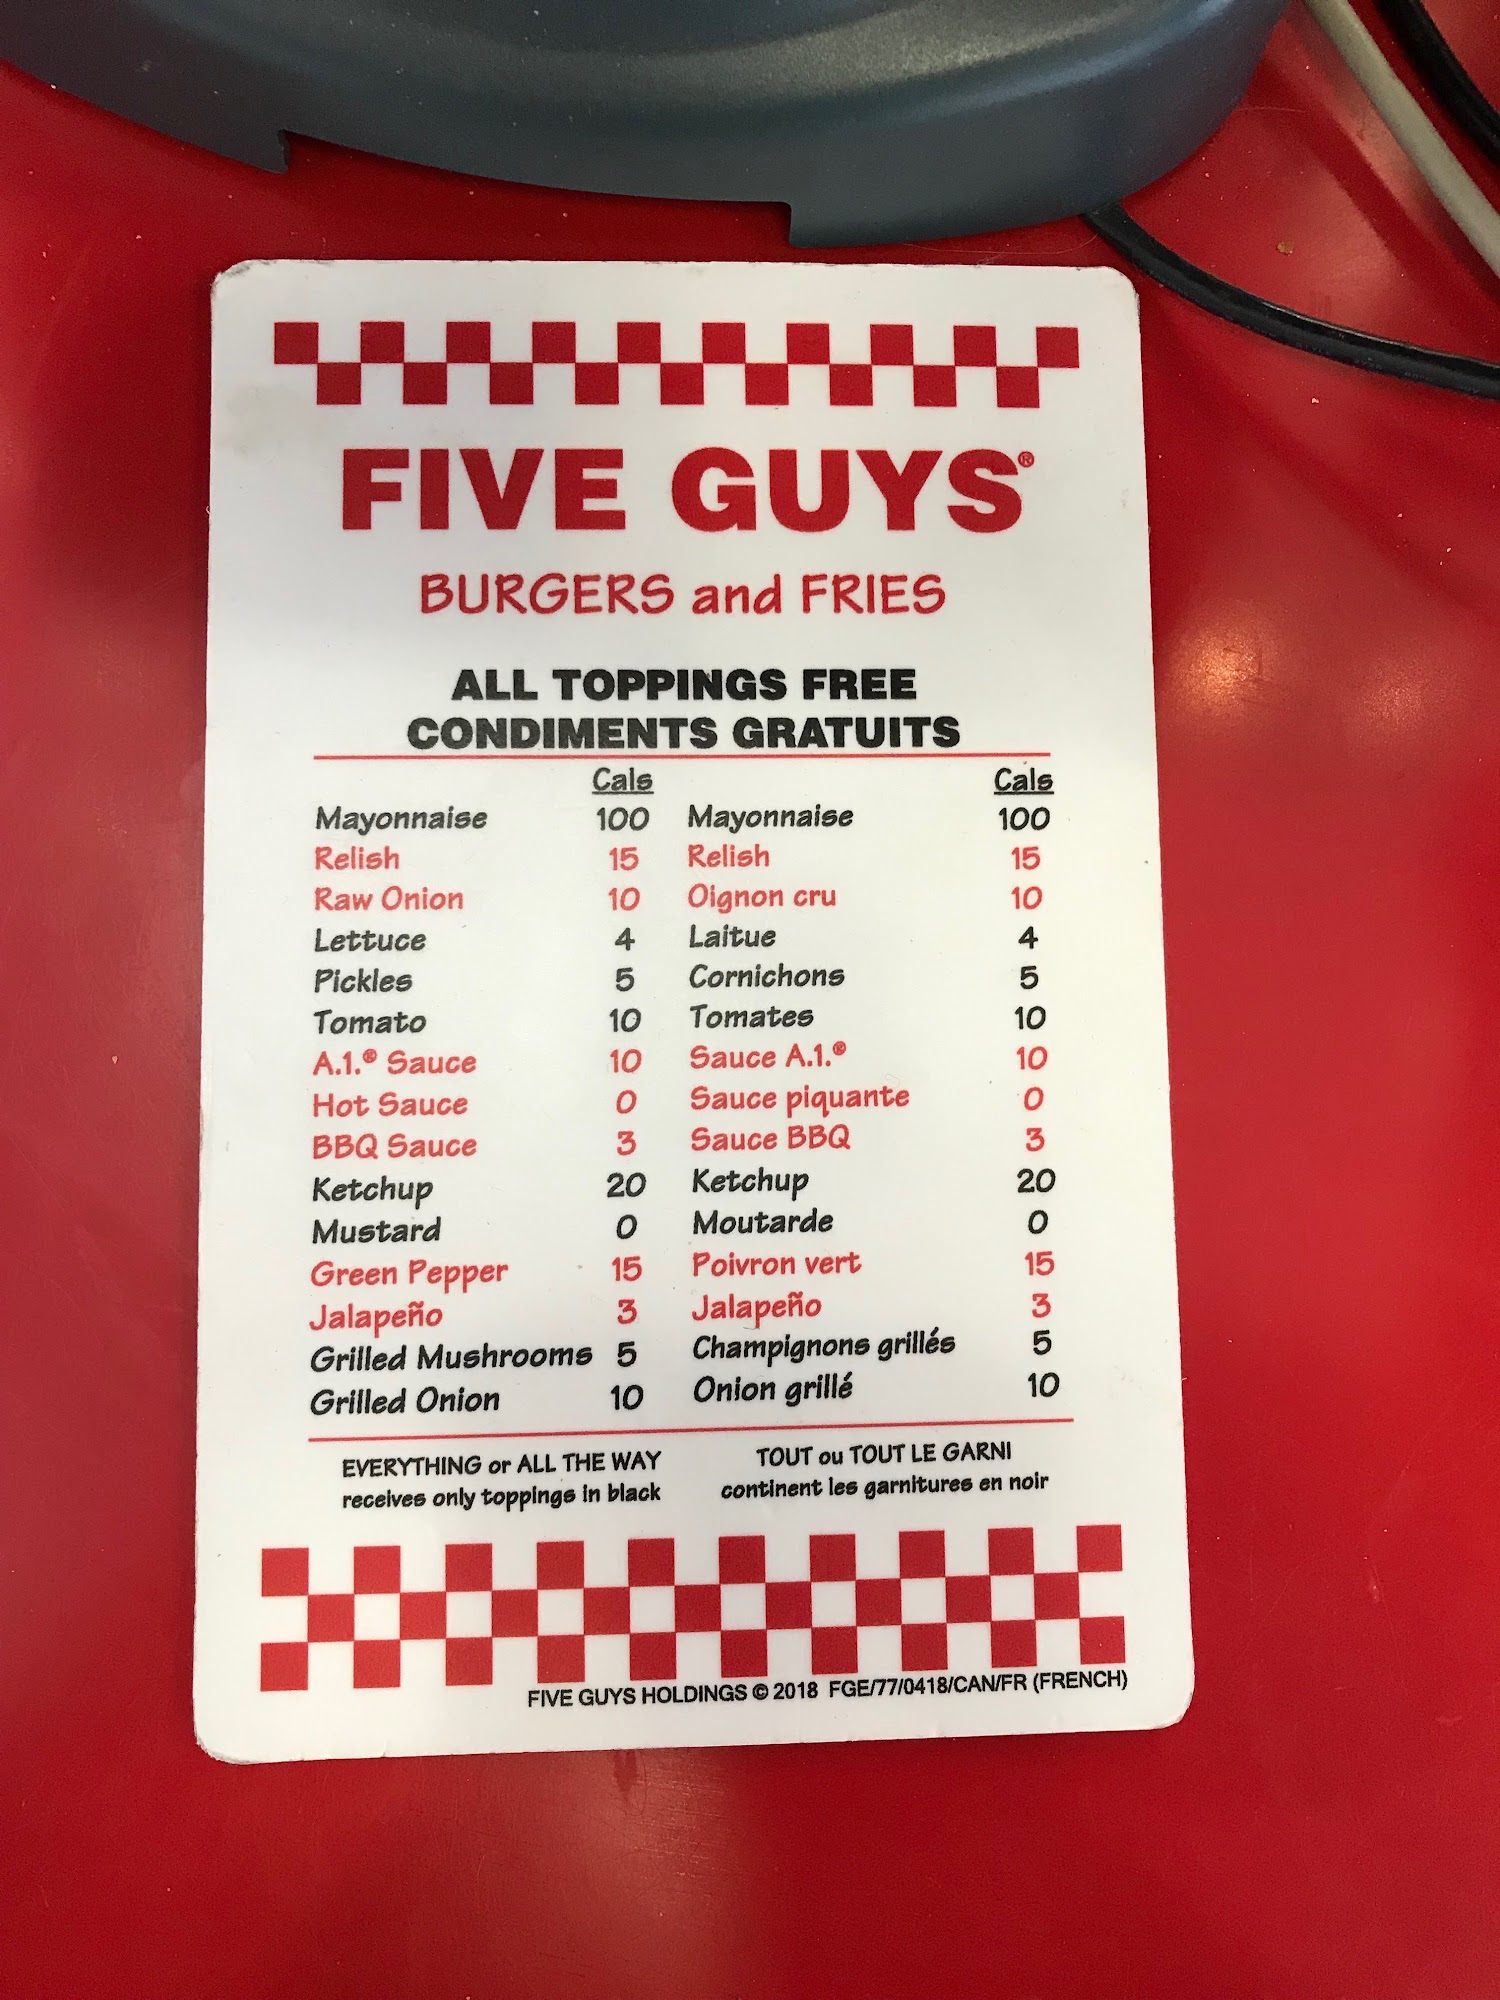 FIVE GUYS®
BURGERS and FRIES
ALL TOPPINGS FREE
CONDIMENTS GRATUITS
Cals Cals
Mayonnaise 100 Mayonnaise 100
Relish 15 Relish 15
Raw Onion 10 Oignon cru 10
Lettuce 4 Laitue 4
Pickles 5 Cornichons 5
Tomato 10 Tomates 10
A.1.® Sauce 10 Sauce A.1.® 10
Hot Sauce 0 Sauce piquante 0
BBQ Sauce 3 Sauce BBQ 3
Ketchup 20 Ketchup 20
Mustard 0 Moutarde 0
Green Pepper 15 Poivron vert 15
Jalapeño 3 Jalapeño 3
Grilled Mushrooms 5 Champignons grillés 5
Grilled Onion 10 Onion grillé 10
EVERYTHING or ALL THE WAY TOUT ou TOUT LE GARNI
receives only toppings in black continent les garnitures en noir
FIVE GUYS HOLDINGS © 2018 FGE/77/0418/CAN/FR (FRENCH)